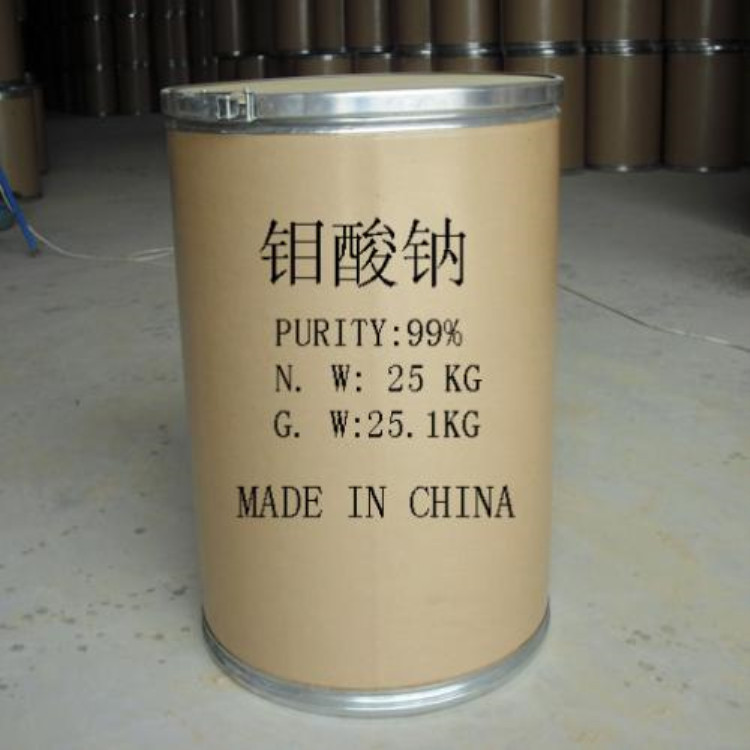 钼酸钠
PURITY:99%
N. W: 25 KG
G. W:25.1KG
MADE IN CHINA